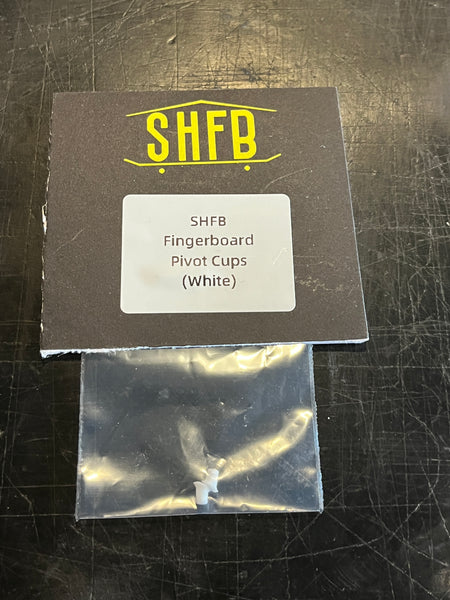 SHFB
SHFB
Fingerboard
Pivot Cups
(White)